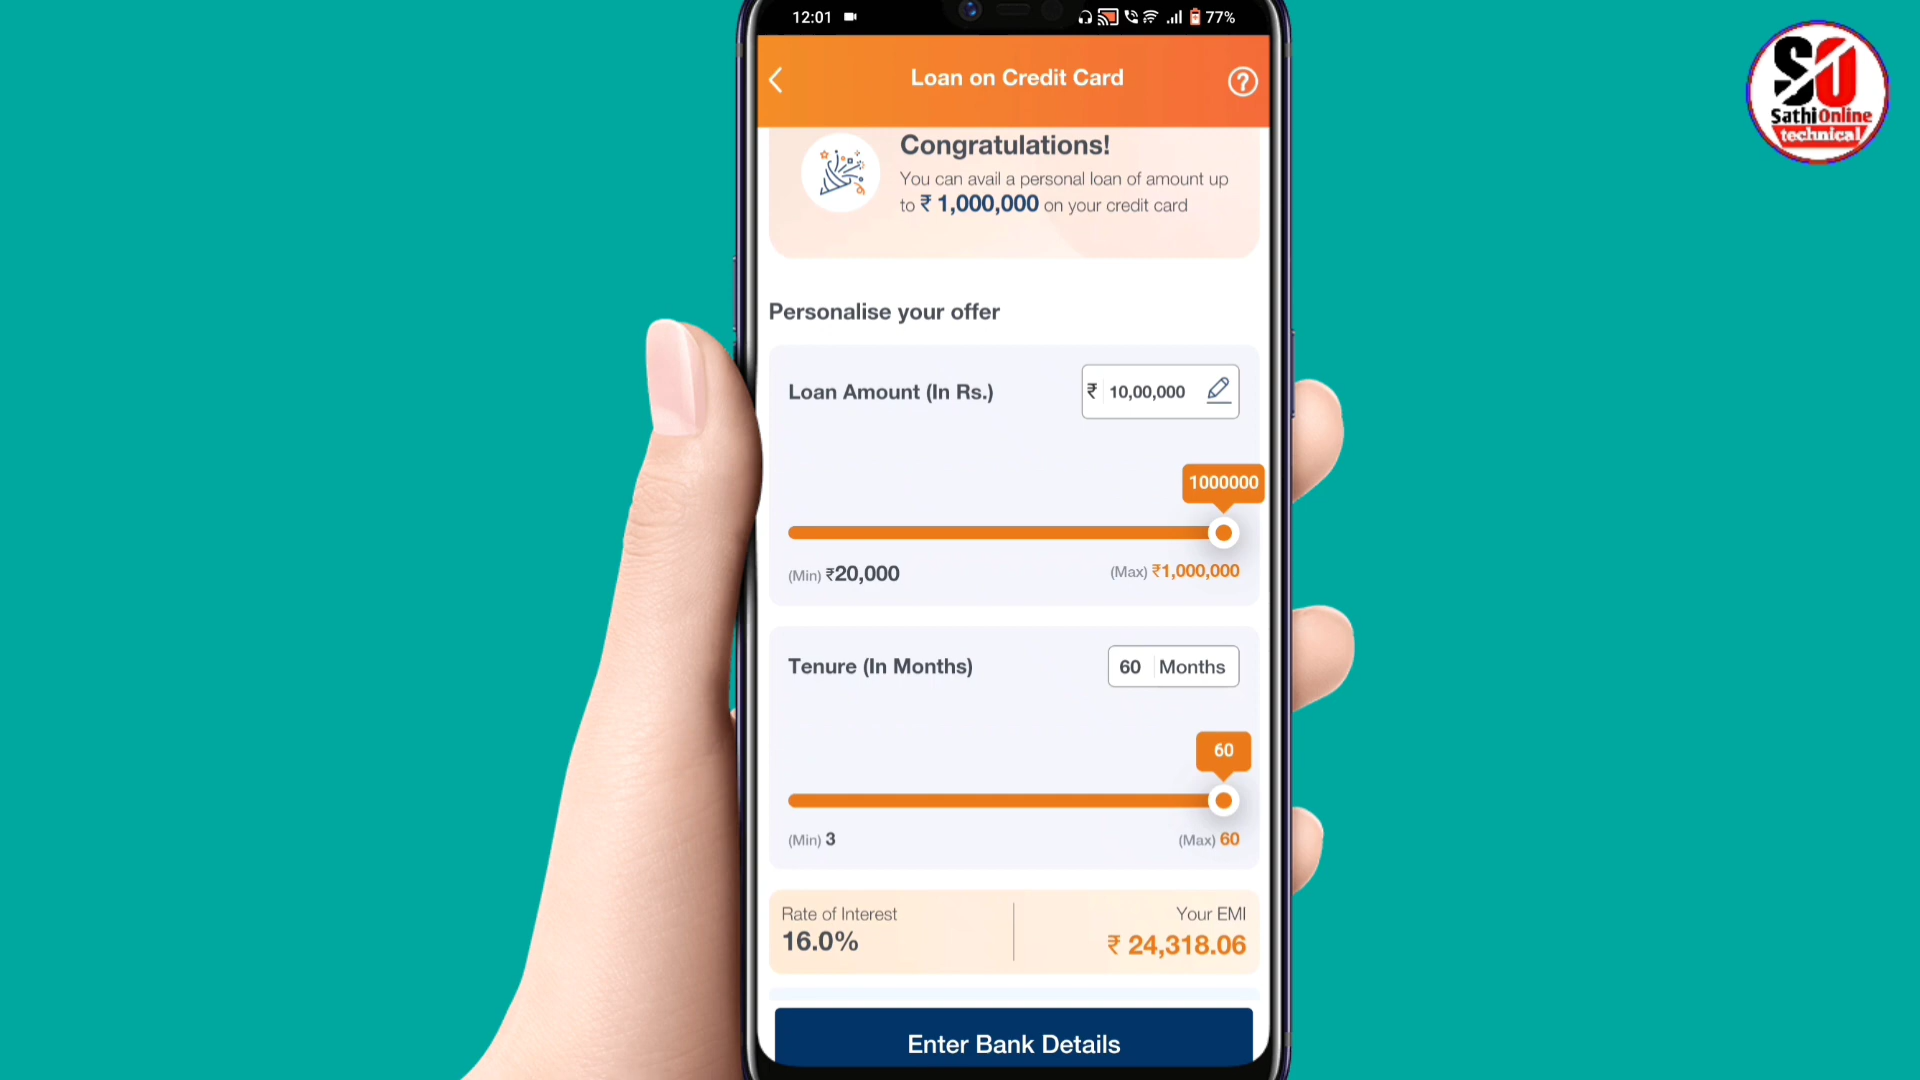 12:01
77%
Loan on Credit Card
?
SO
Sathi Online
technical
Congratulations!
You can avail a personal loan of amount up
to ₹ 1,000,000 on your credit card
Personalise your offer
Loan Amount (In Rs.)
₹ 10,00,000
1000000
(Min) ₹20,000
(Max) ₹1,000,000
Tenure (In Months)
60 Months
60
(Min) 3
(Max) 60
Rate of Interest
Your EMI
16.0%
₹ 24,318.06
Enter Bank Details